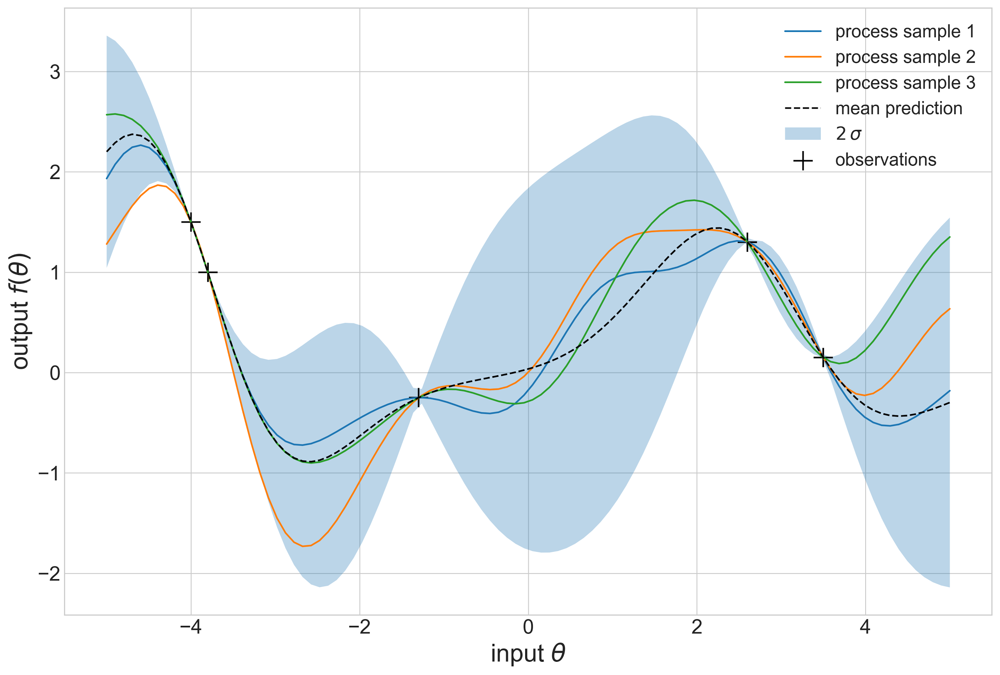 process sample 1
process sample 2
process sample 3
mean prediction
2 σ
observations
3
2
1
0
−1
−2
output f(θ)
−4
−2
0
2
4
input θ